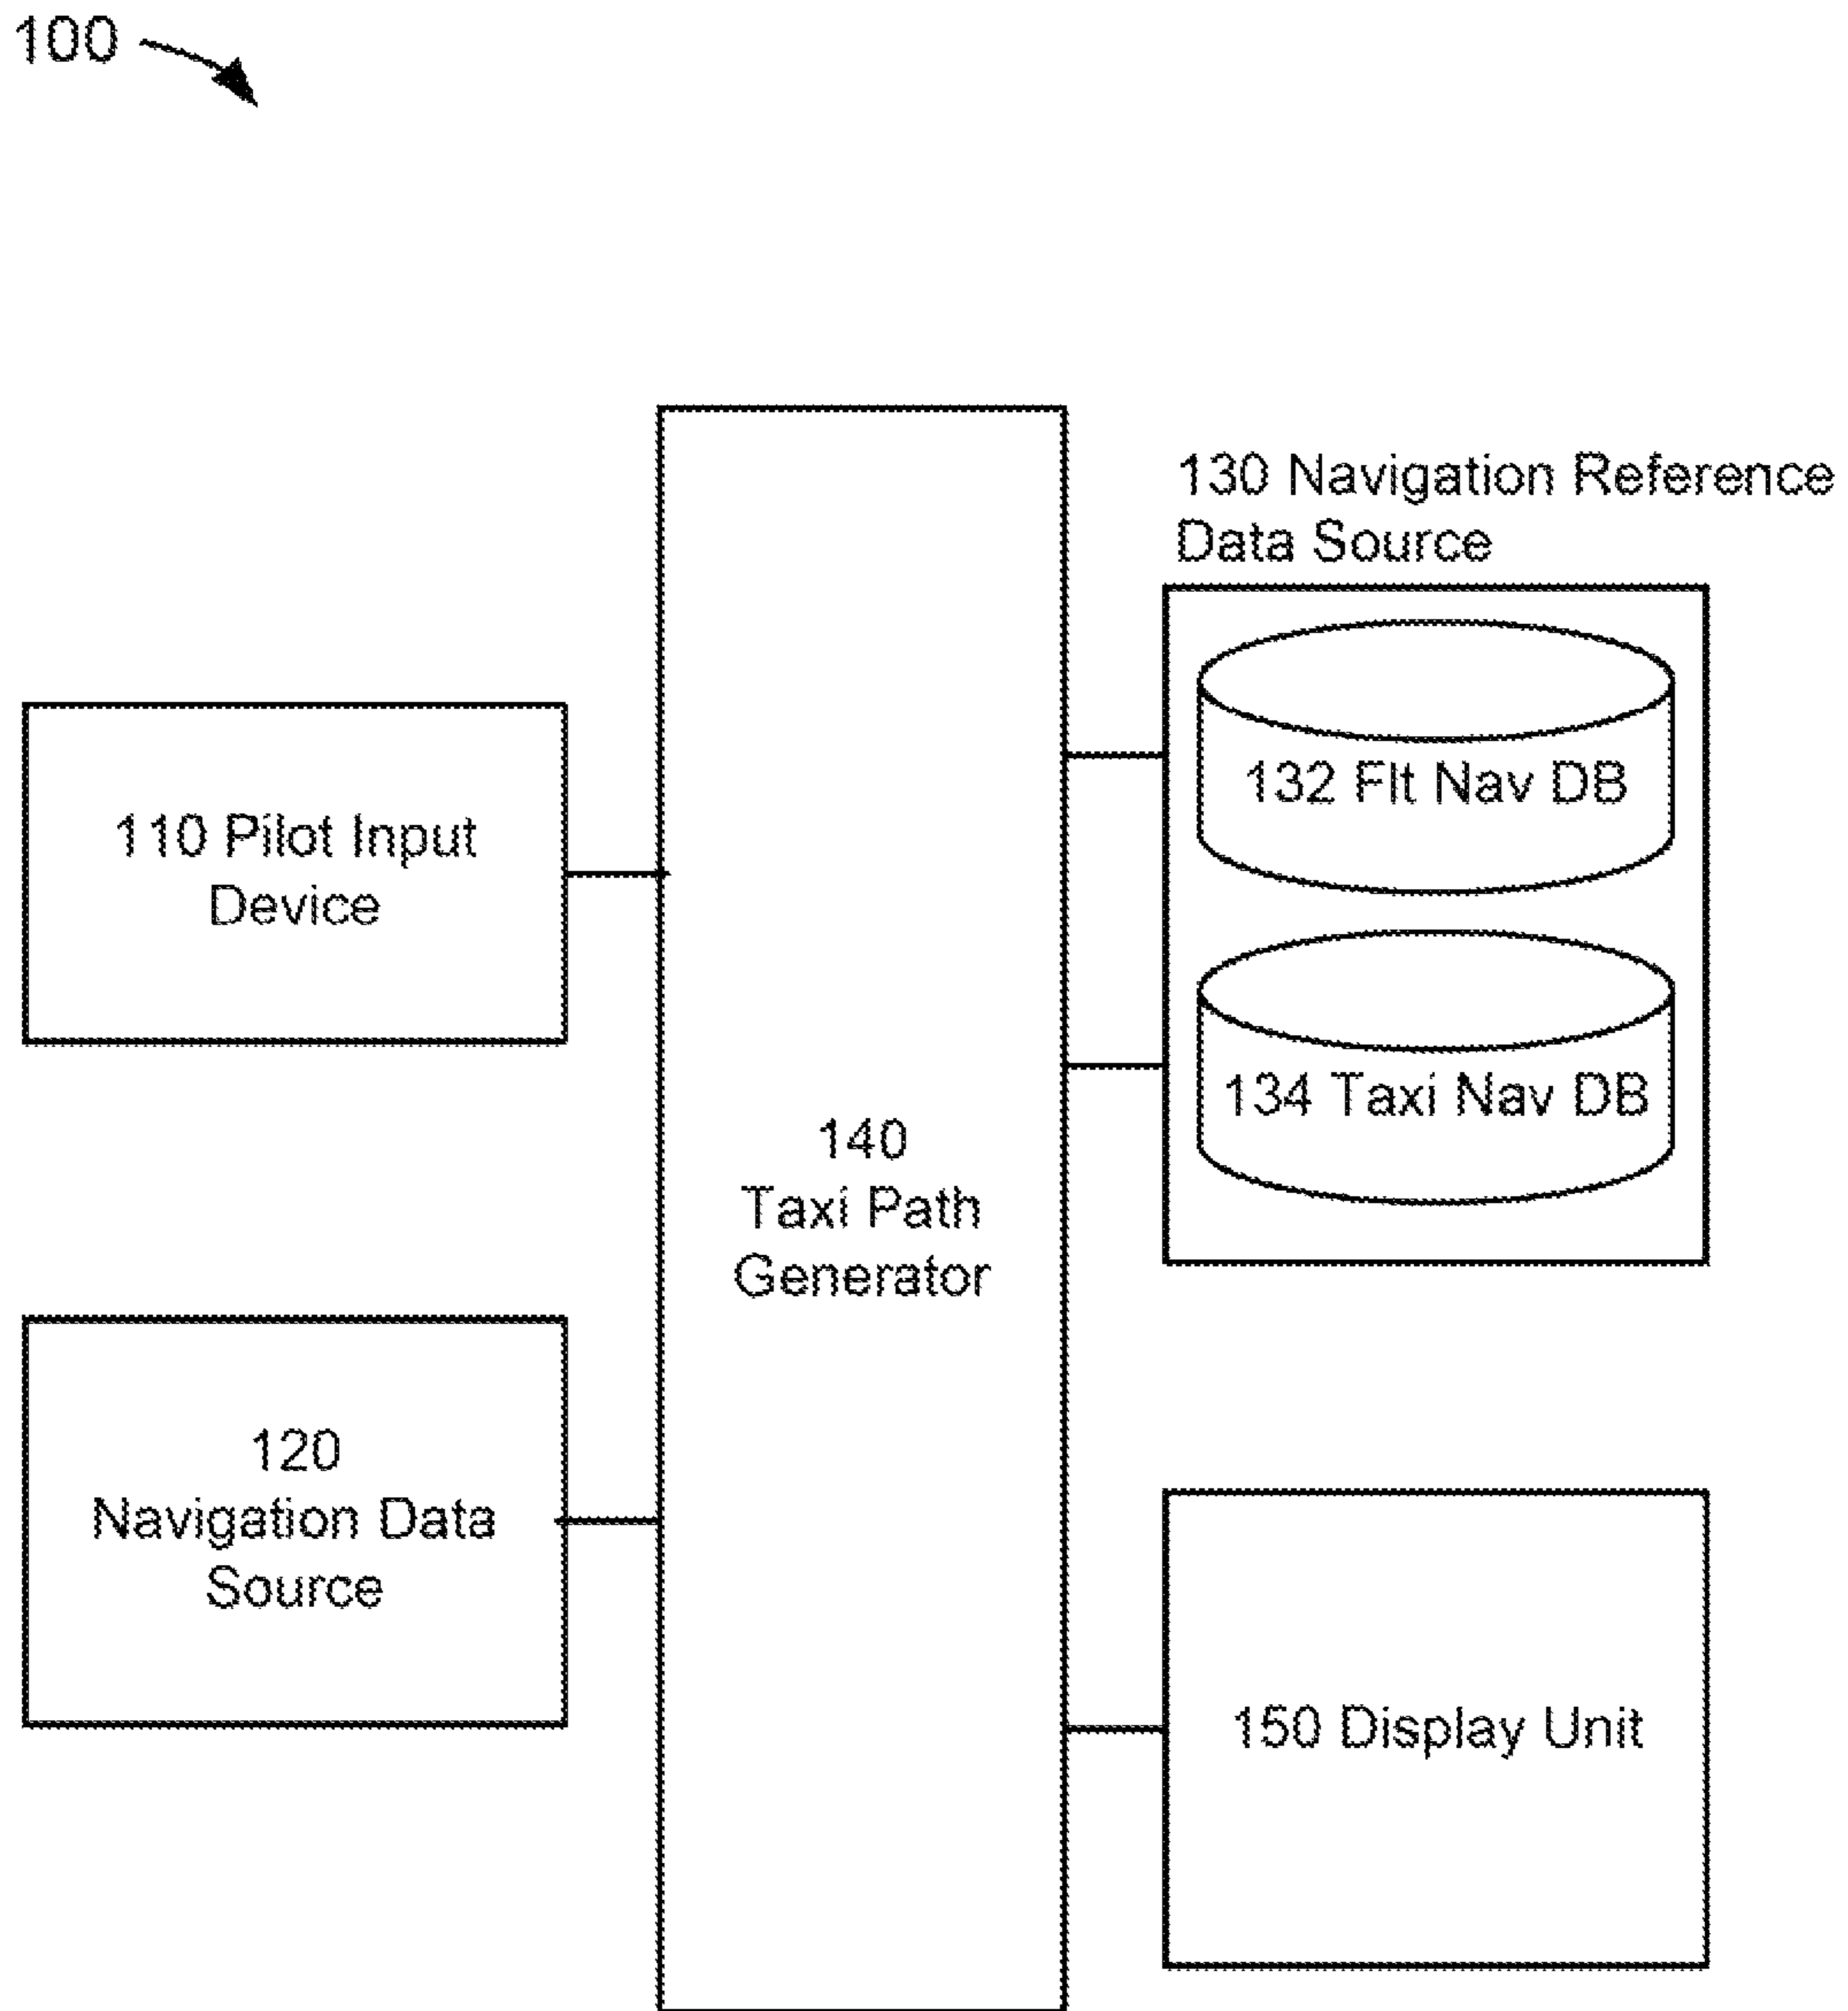 100
130 Navigation Reference
Data Source
132 Flt Nav DB
110 Pilot Input
Device
134 Taxi Nav DB
140
Taxi Path
Generator
120
Navigation Data
Source
150 Display Unit